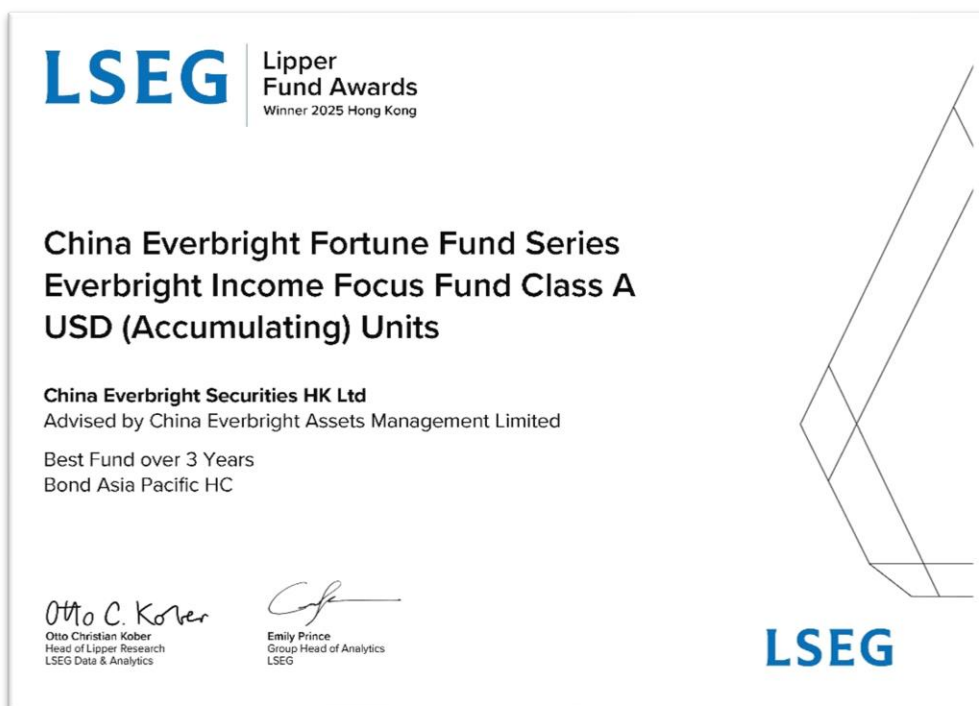 LSEG
Lipper
Fund Awards
Winner 2025 Hong Kong
China Everbright Fortune Fund Series
Everbright Income Focus Fund Class A
USD (Accumulating) Units
China Everbright Securities HK Ltd
Advised by China Everbright Assets Management Limited
Best Fund over 3 Years
Bond Asia Pacific HC
Otto C. Kober
Otto Christian Kober
Head of Lipper Research
LSEG Data & Analytics
Emily Prince
Group Head of Analytics
LSEG
LSEG